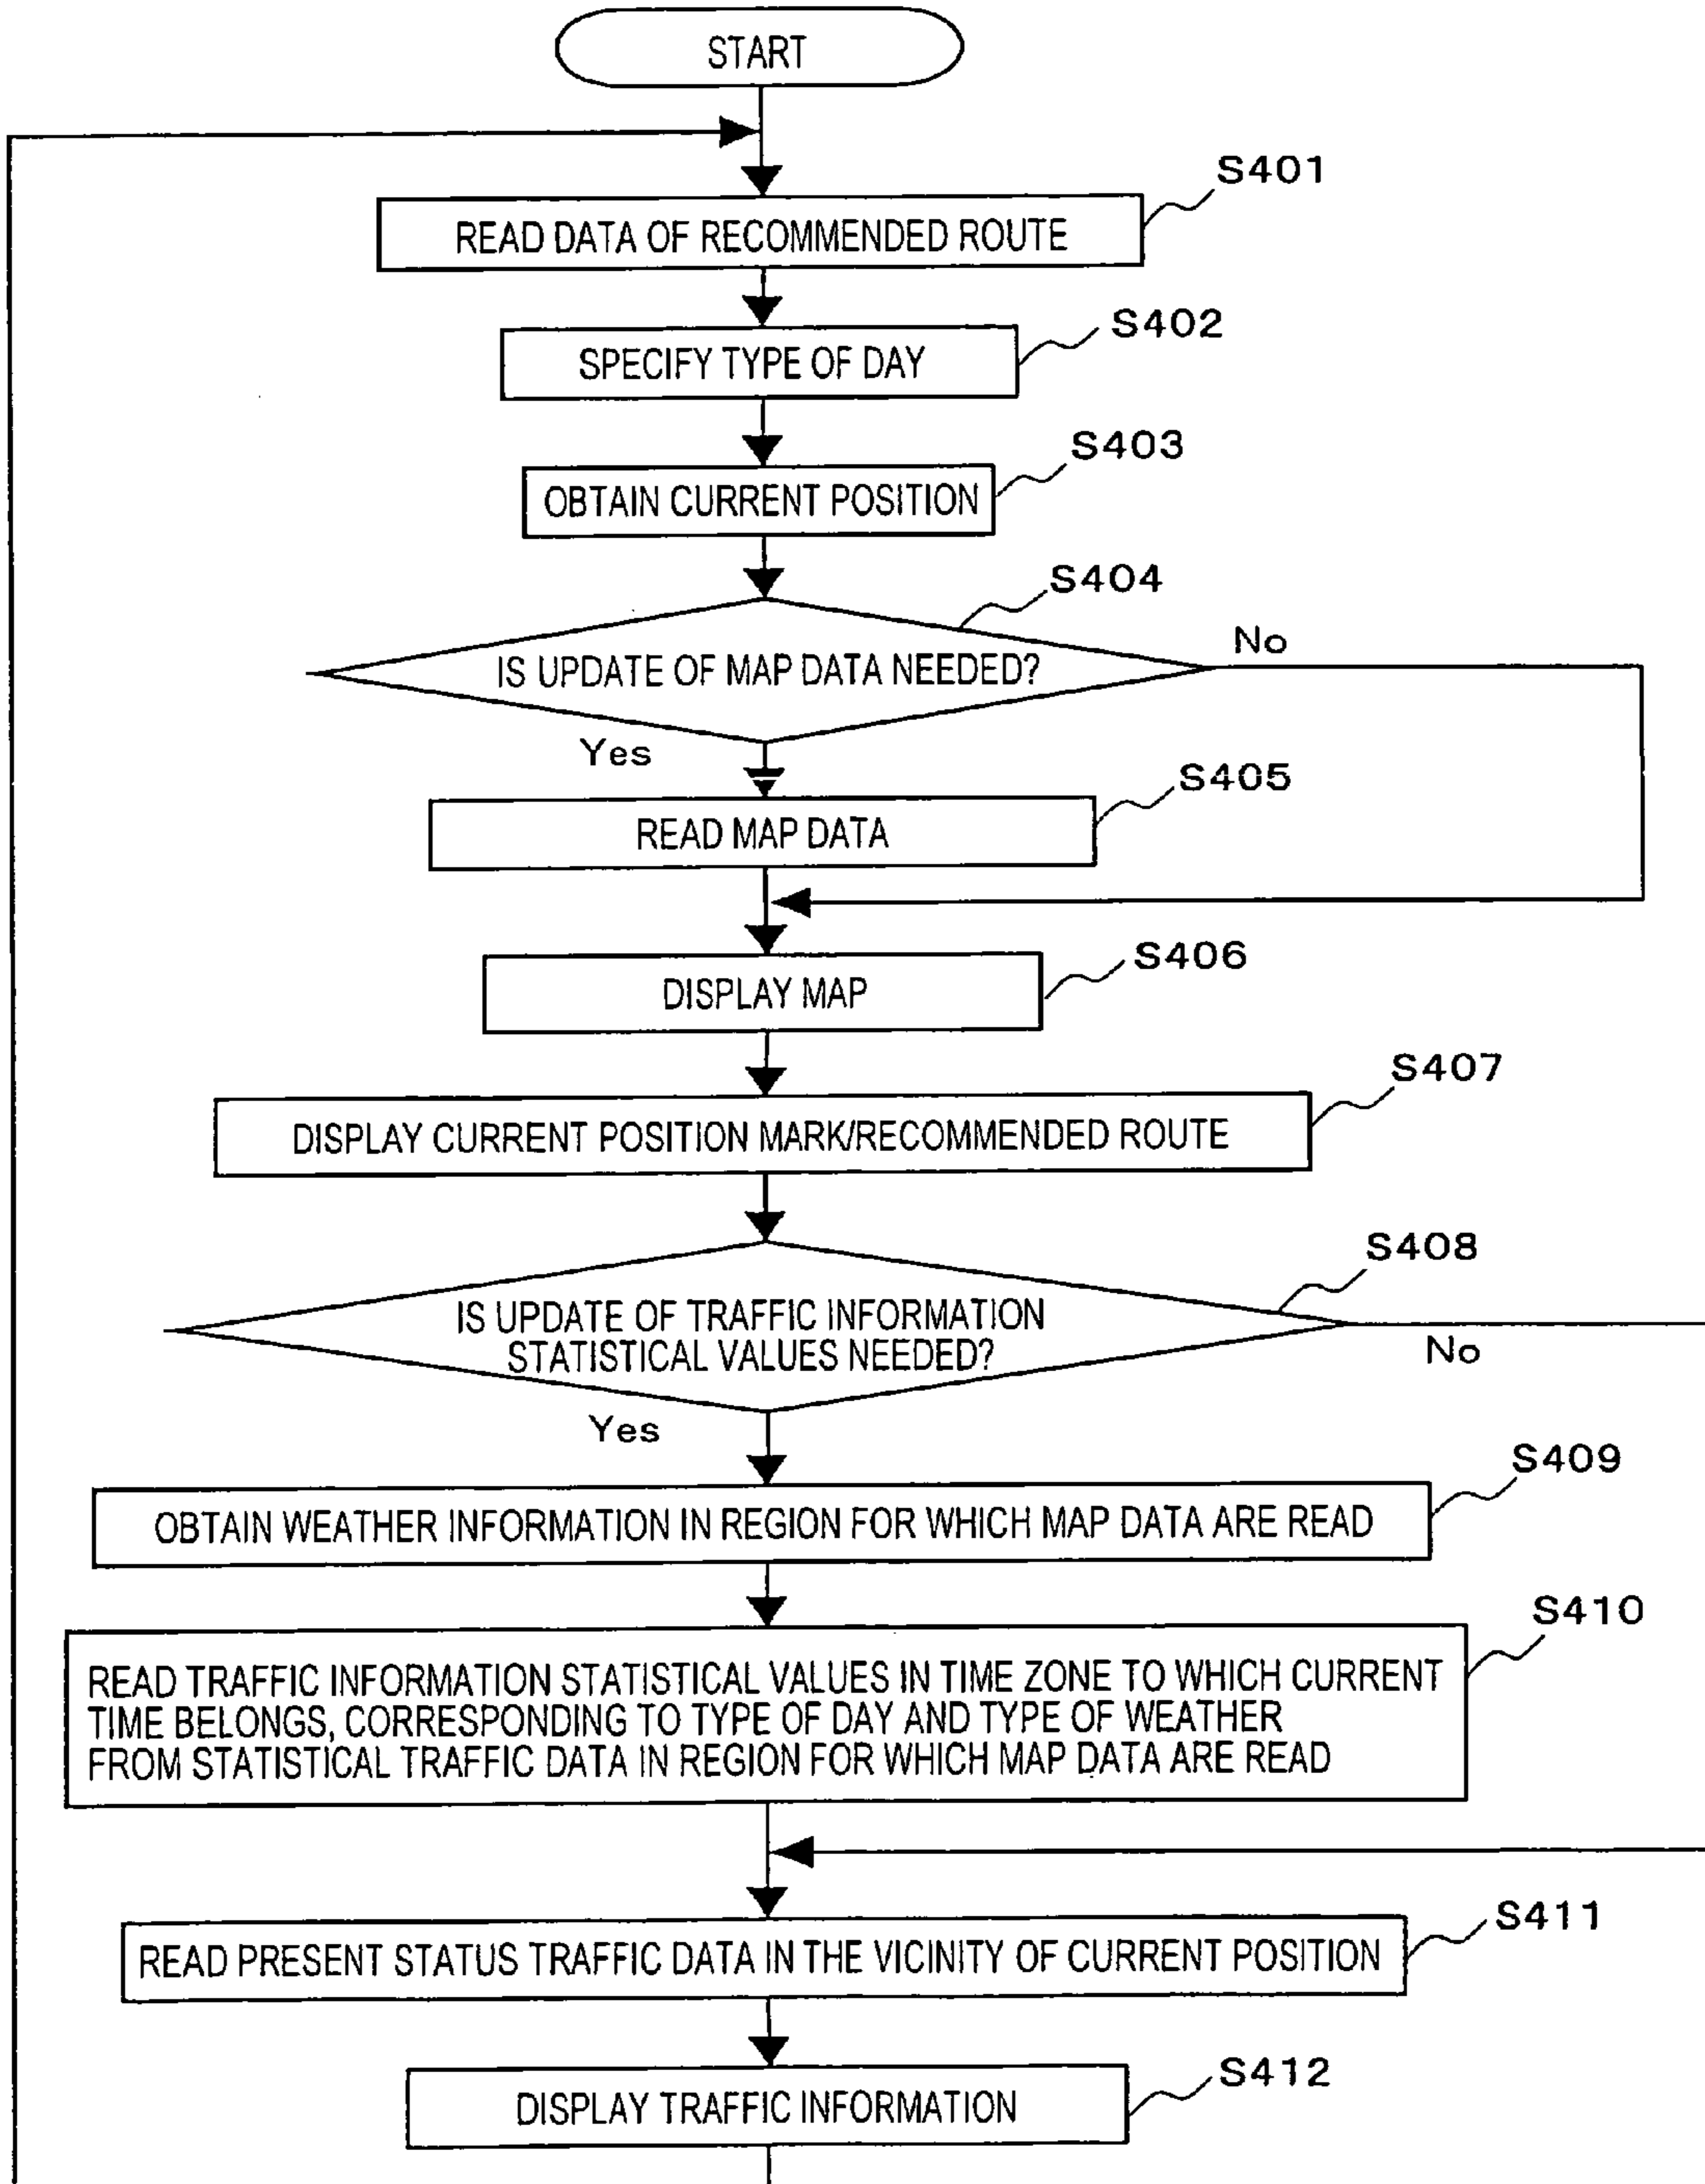 START
S401
READ DATA OF RECOMMENDED ROUTE
S402
SPECIFY TYPE OF DAY
S403
OBTAIN CURRENT POSITION
S404
No
IS UPDATE OF MAP DATA NEEDED?
Yes
S405
READ MAP DATA
S406
DISPLAY MAP
S407
DISPLAY CURRENT POSITION MARK/RECOMMENDED ROUTE
S408
IS UPDATE OF TRAFFIC INFORMATION
STATISTICAL VALUES NEEDED?
No
Yes
S409
OBTAIN WEATHER INFORMATION IN REGION FOR WHICH MAP DATA ARE READ
S410
READ TRAFFIC INFORMATION STATISTICAL VALUES IN TIME ZONE TO WHICH CURRENT
TIME BELONGS, CORRESPONDING TO TYPE OF DAY AND TYPE OF WEATHER
FROM STATISTICAL TRAFFIC DATA IN REGION FOR WHICH MAP DATA ARE READ
S411
READ PRESENT STATUS TRAFFIC DATA IN THE VICINITY OF CURRENT POSITION
S412
DISPLAY TRAFFIC INFORMATION